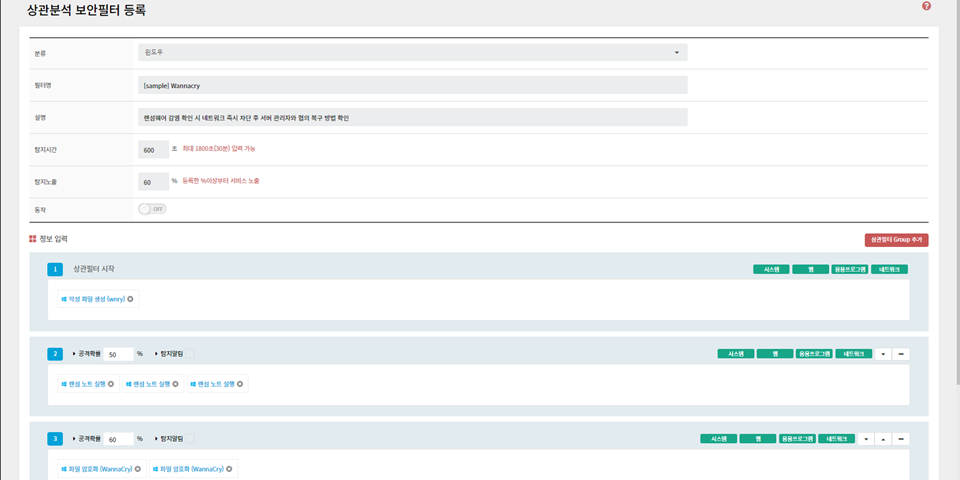 상관분석 보안필터 등록
분류 윈도우
필터명 [sample] Wannacry
설명 랜섬웨어 감염 확인 시 네트워크 즉시 차단 후 서버 관리자와 협의 복구 방법 확인
탐지시간 600 초 최대 1800초(30분) 입력 가능
탐지노출 60 % 등록한 %이상부터 서비스 노출
동작 OFF
정보 입력 상관필터 Group 추가
1 상관필터 시작 시스템 웹 응용프로그램 네트워크
악성 파일 생성 (wnry)
2 공격확률 50 % 탐지알림 시스템 웹 응용프로그램 네트워크
랜섬 노트 실행 랜섬 노트 실행 랜섬 노트 실행
3 공격확률 60 % 탐지알림 시스템 웹 응용프로그램 네트워크
파일 암호화 (WannaCry) 파일 암호화 (WannaCry)